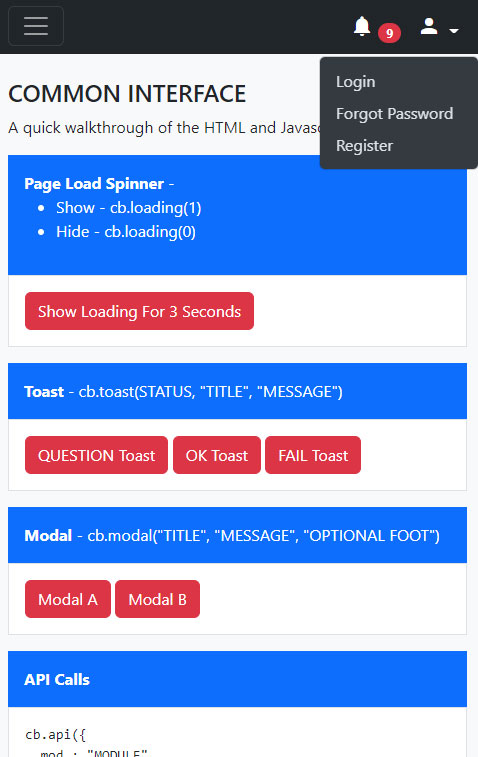 9
Login
Forgot Password
Register
COMMON INTERFACE
A quick walkthrough of the HTML and
Page Load Spinner -
Show - cb.loading(1)
Hide - cb.loading(0)
Show Loading For 3 Seconds
Toast - cb.toast(STATUS, "TITLE", "MESSAGE")
QUESTION Toast OK Toast FAIL Toast
Modal - cb.modal("TITLE", "MESSAGE", "OPTIONAL FOOT")
Modal A Modal B
API Calls
cb.api({
mod : "MODULE"